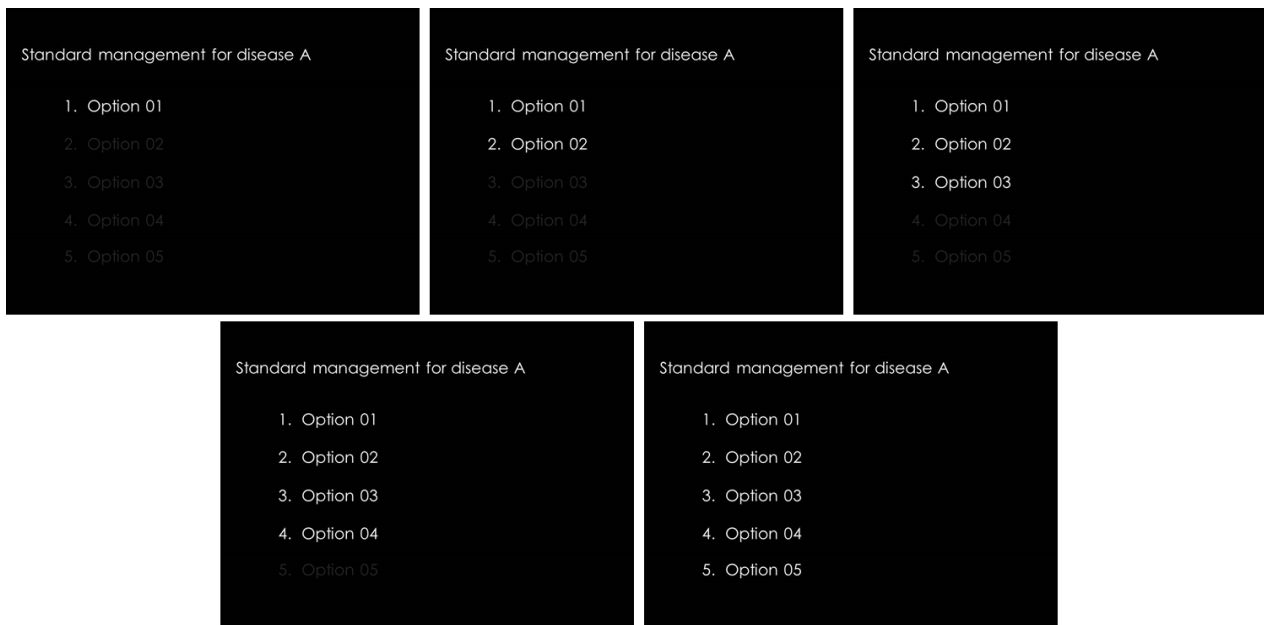 Standard management for disease A
1. Option 01
2. Option 02
3. Option 03
4. Option 04
5. Option 05
Standard management for disease A
1. Option 01
2. Option 02
3. Option 03
4. Option 04
5. Option 05
Standard management for disease A
1. Option 01
2. Option 02
3. Option 03
4. Option 04
5. Option 05
Standard management for disease A
1. Option 01
2. Option 02
3. Option 03
4. Option 04
5. Option 05
Standard management for disease A
1. Option 01
2. Option 02
3. Option 03
4. Option 04
5. Option 05